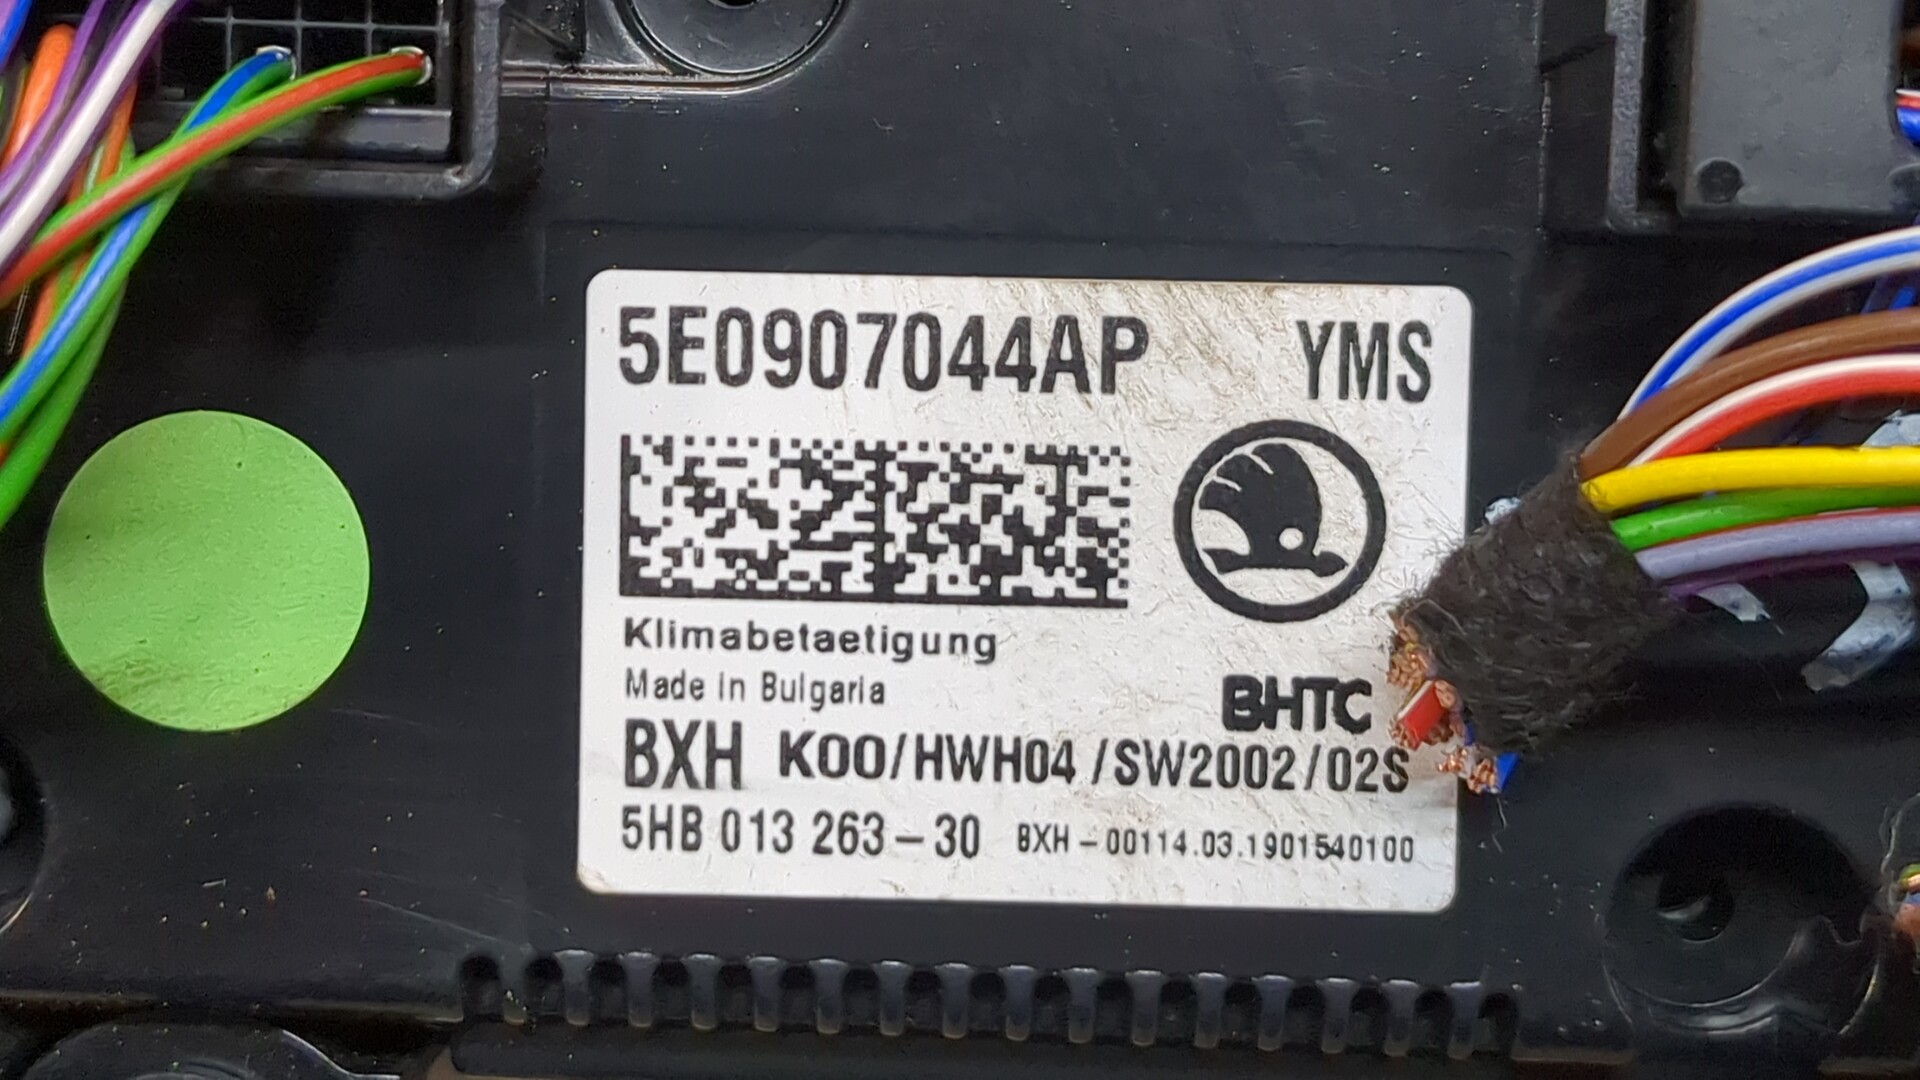 5E0907044AP YMS
Klimabetaetigung
Made in Bulgaria
BHTC
BXH K00/HWH04 /SW2002/02S
5HB 013 263-30 BXH-00114.03.1901540100